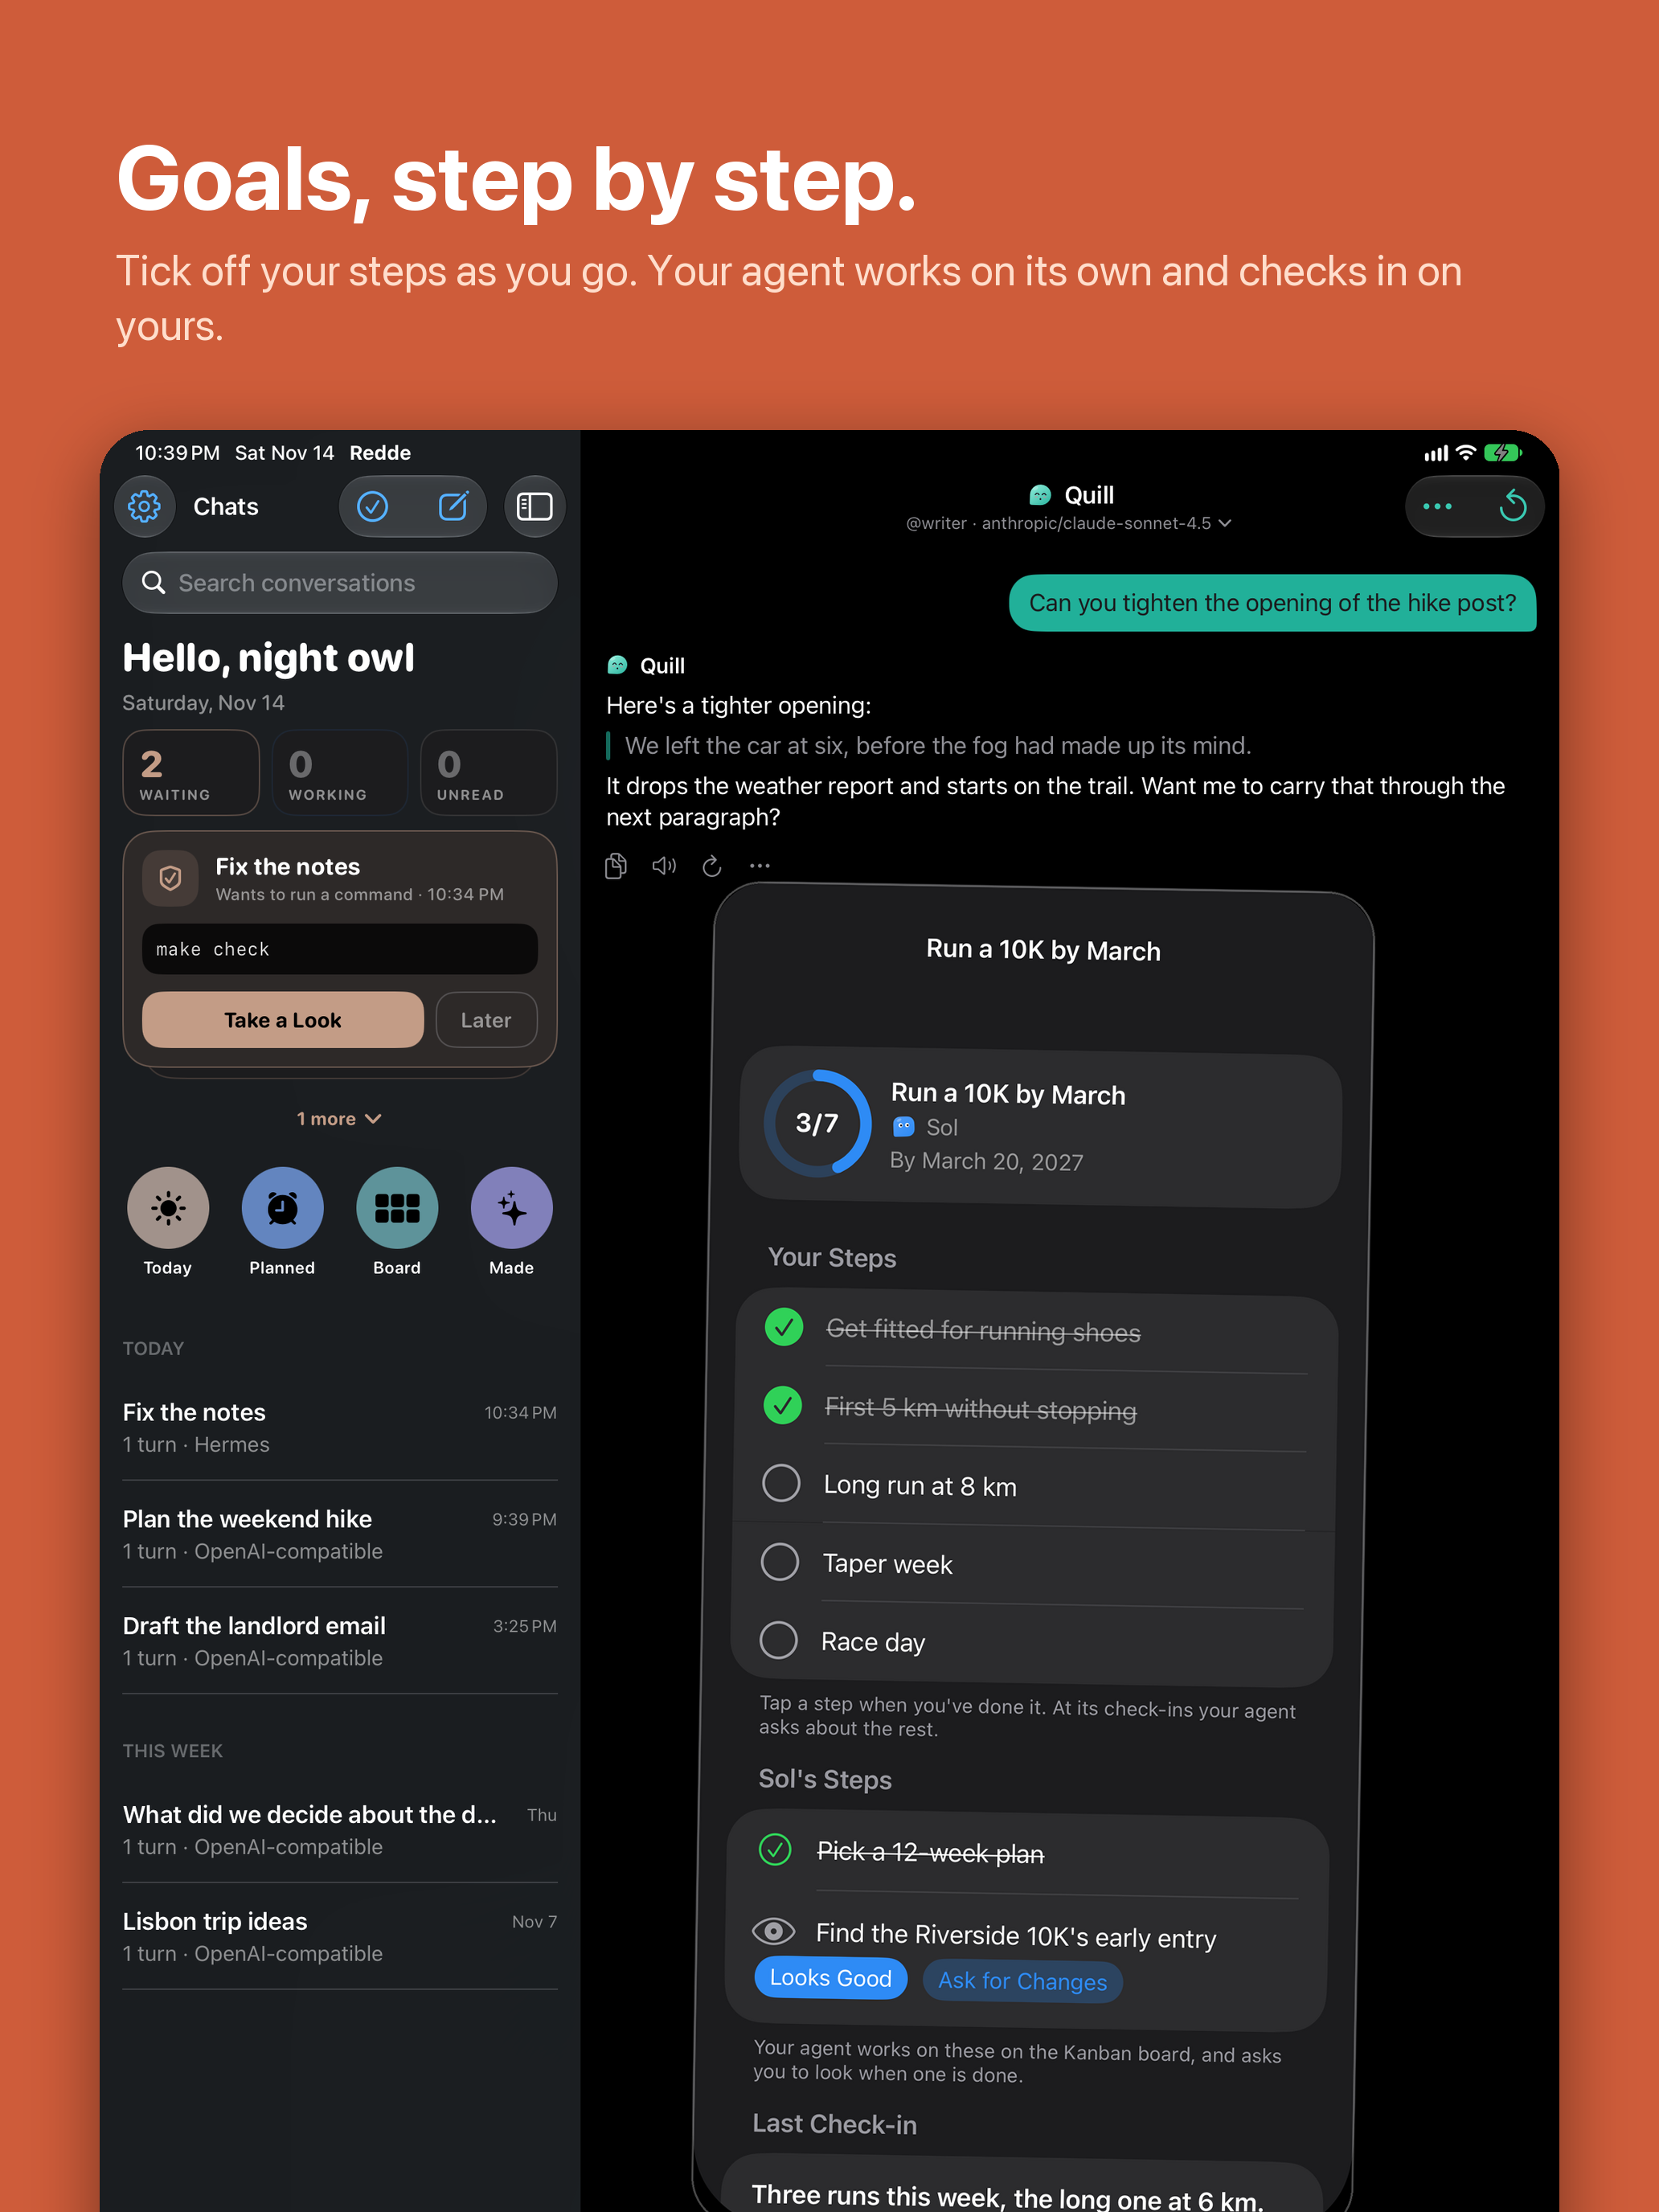 Goals, step by step.
Tick off your steps as you go. Your agent works on its own and checks in on
yours.
10:39 PM Sat Nov 14 Redde
Chats
Search conversations
Hello, night owl
Saturday, Nov 14
2
WAITING
0
WORKING
0
UNREAD
Fix the notes
Wants to run a command · 10:34 PM
make check
Take a Look
Later
1 more
Today
Planned
Board
Made
TODAY
Fix the notes
10:34 PM
1 turn · Hermes
Plan the weekend hike
9:39 PM
1 turn · OpenAI-compatible
Draft the landlord email
3:25 PM
1 turn · OpenAI-compatible
THIS WEEK
What did we decide about the d...
Thu
1 turn · OpenAI-compatible
Lisbon trip ideas
Nov 7
1 turn · OpenAI-compatible
Quill
@writer · anthropic/claude-sonnet-4.5
Can you tighten the opening of the hike post?
Quill
Here's a tighter opening:
We left the car at six, before the fog had made up its mind.
It drops the weather report and starts on the trail. Want me to carry that through the
next paragraph?
Run a 10K by March
3/7
Run a 10K by March
Sol
By March 20, 2027
Your Steps
Get fitted for running shoes
First 5 km without stopping
Long run at 8 km
Taper week
Race day
Tap a step when you've done it. At its check-ins your agent
asks about the rest.
Sol's Steps
Pick a 12-week plan
Find the Riverside 10K's early entry
Looks Good
Ask for Changes
Your agent works on these on the Kanban board, and asks
you to look when one is done.
Last Check-in
Three runs this week, the long one at 6 km.